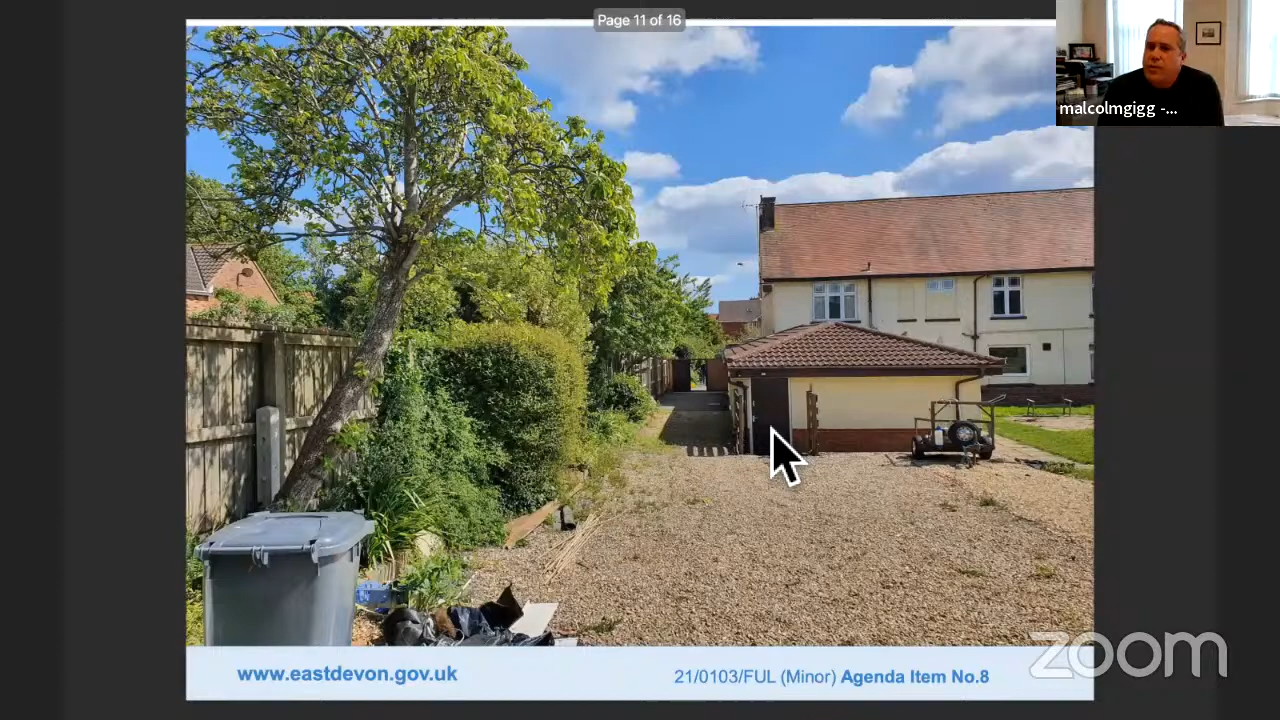 Page 11 of 16
malcolmgigg -...
www.eastdevon.gov.uk
21/0103/FUL (Minor) Agenda Item No.8
zoom